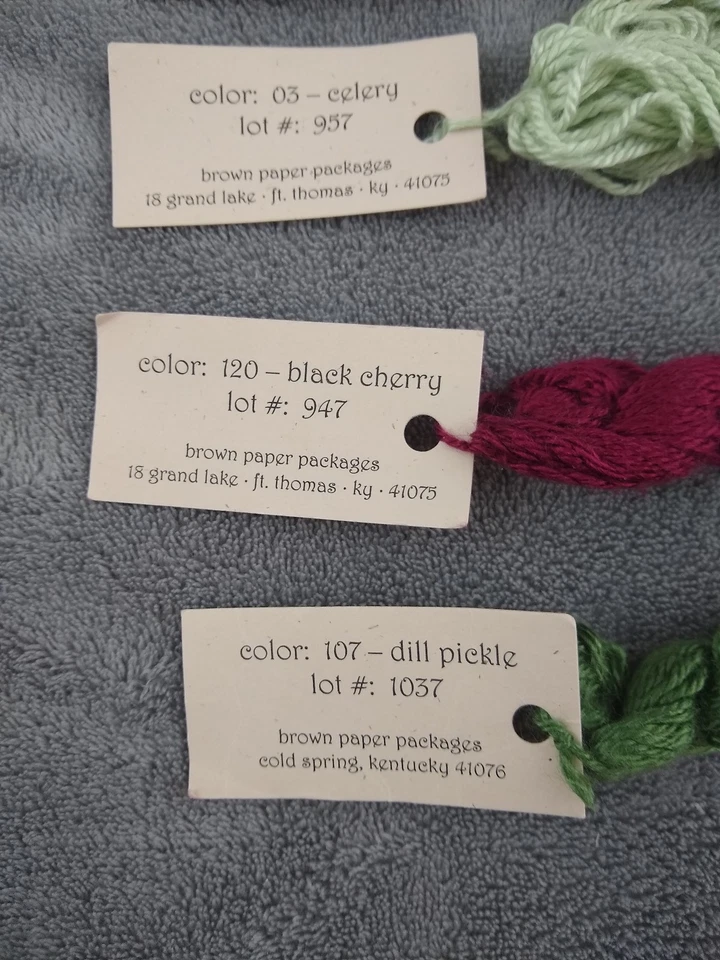 color: 03 – celery
lot #: 957
brown paper packages
18 grand lake · ft. thomas · ky · 41075
color: 120 – black cherry
lot #: 947
brown paper packages
18 grand lake · ft. thomas · ky · 41075
color: 107 – dill pickle
lot #: 1037
brown paper packages
cold spring, kentucky 41076